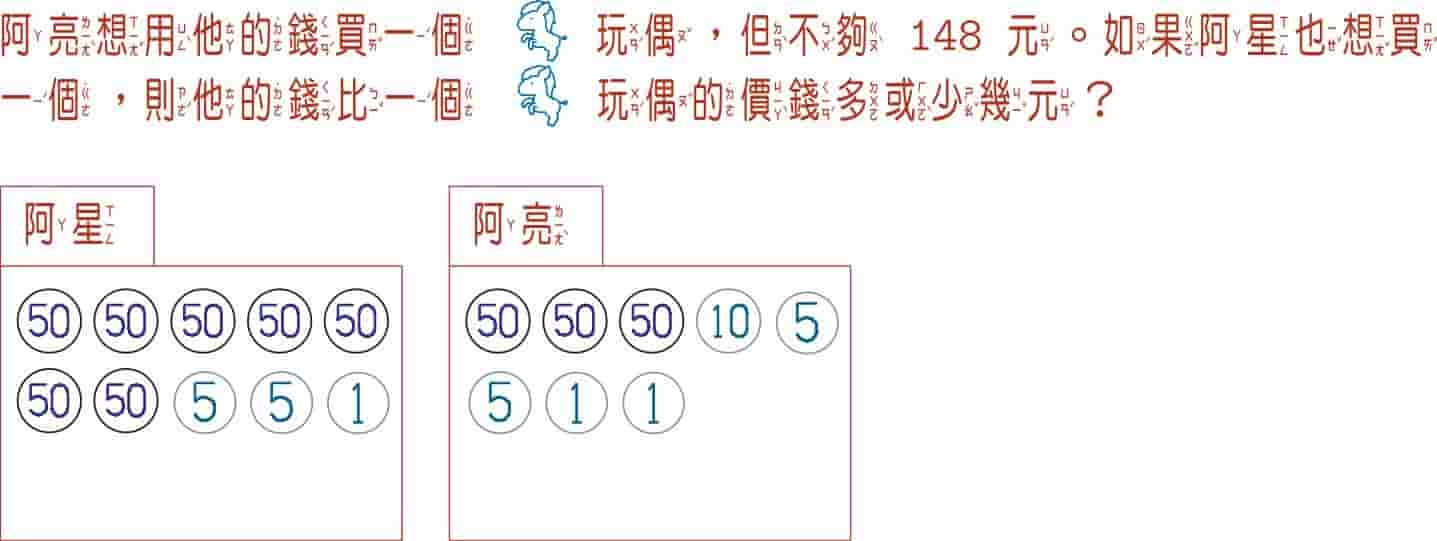 阿亮想用他的錢買一個 玩偶，但不夠 148 元。如果阿星也想買
一個，則他的錢比一個 玩偶的價錢多或少幾元？
阿星 阿亮
50 50 50 50 50 50 50 50 10 5
50 50 5 5 1 5 1 1